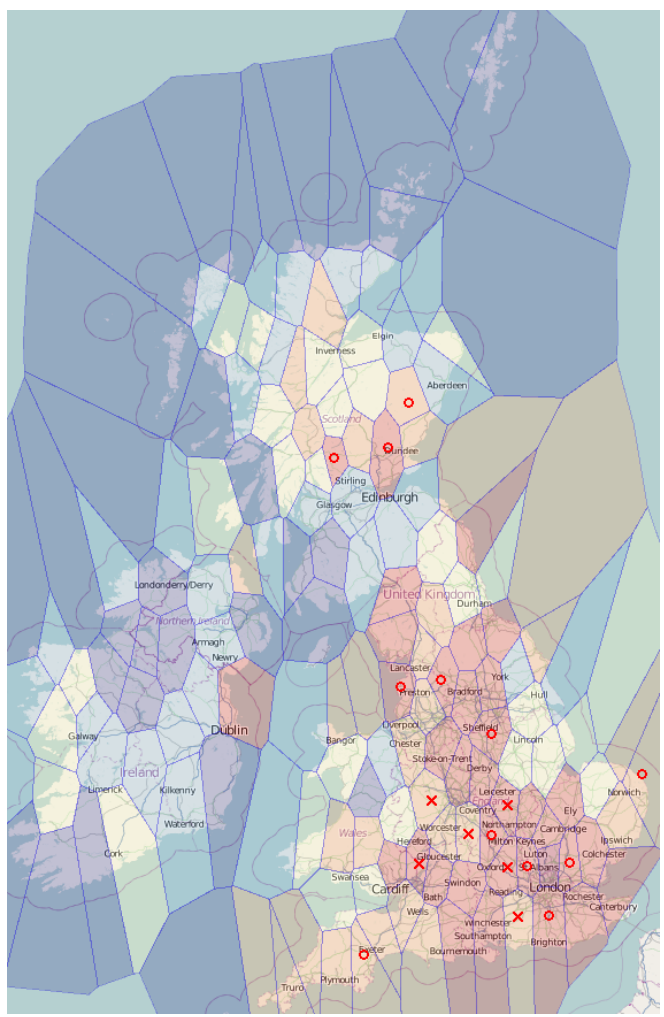 Elgin
Inverness
Aberdeen
Scotland
Dundee
Stirling
Edinburgh
Glasgow
Londonderry/Derry
United Kingdom
Durham
Northern Ireland
Armagh
Newry
Lancaster
York
Preston
Bradford
Hull
Dublin
Liverpool
Sheffield
Galway
Bangor
Chester
Lincoln
Stoke-on-Trent
Derby
Ireland
Limerick
Kilkenny
Leicester
Norwich
England
Coventry
Ely
Waterford
Worcester
Northampton
Cambridge
Wales
Hereford
Milton Keynes
Ipswich
Cork
Gloucester
Luton
Colchester
Oxford
St Albans
Swansea
Cardiff
Swindon
Reading
London
Bath
Rochester
Canterbury
Wells
Winchester
Southampton
Brighton
Exeter
Bournemouth
Plymouth
Truro